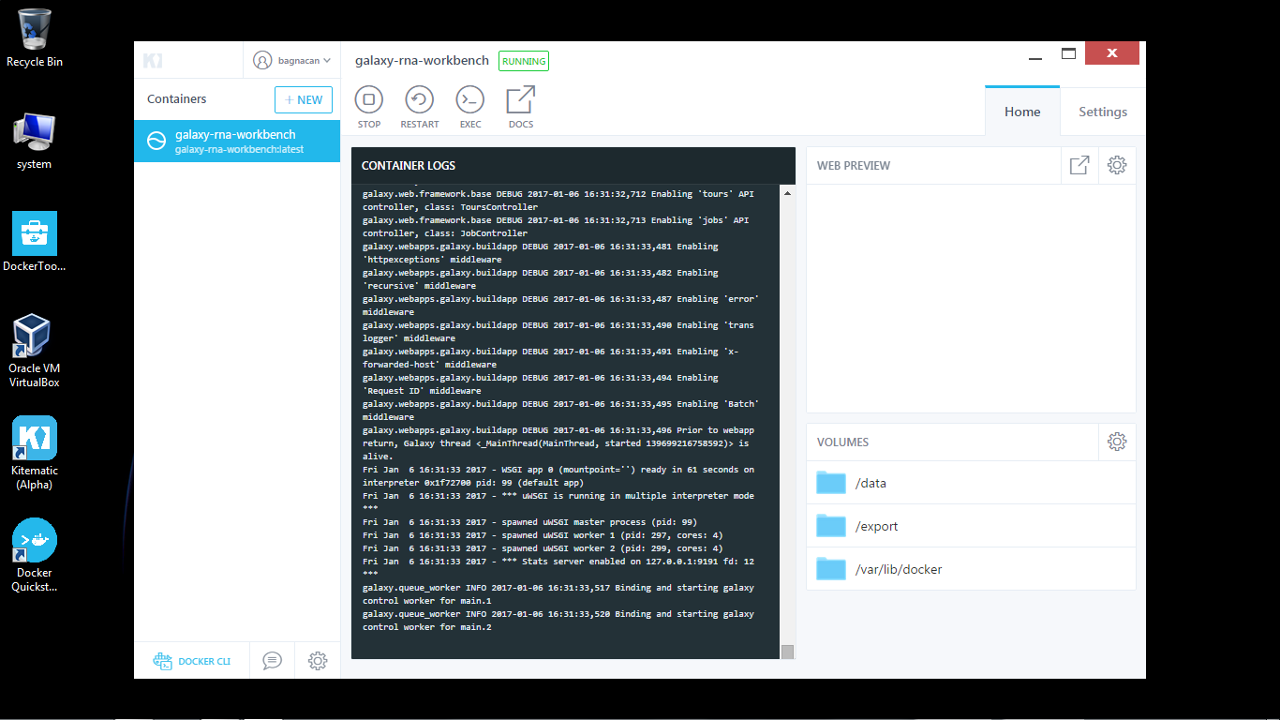 Recycle Bin
system
DockerToo...
Oracle VM
VirtualBox
Kitematic
(Alpha)
Docker
Quickst...
bagnacan
Containers
+ NEW
galaxy-rna-workbench
galaxy-rna-workbench:latest
DOCKER CLI
galaxy-rna-workbench RUNNING
STOP RESTART EXEC DOCS
Home Settings
CONTAINER LOGS
galaxy.web.framework.base DEBUG 2017-01-06 16:31:32,712 Enabling 'tours' API
controller, class: ToursController
galaxy.web.framework.base DEBUG 2017-01-06 16:31:32,713 Enabling 'jobs' API
controller, class: JobController
galaxy.webapps.galaxy.buildapp DEBUG 2017-01-06 16:31:33,481 Enabling
'httpexceptions' middleware
galaxy.webapps.galaxy.buildapp DEBUG 2017-01-06 16:31:33,482 Enabling
'recursive' middleware
galaxy.webapps.galaxy.buildapp DEBUG 2017-01-06 16:31:33,487 Enabling 'error'
middleware
galaxy.webapps.galaxy.buildapp DEBUG 2017-01-06 16:31:33,490 Enabling 'trans
logger' middleware
galaxy.webapps.galaxy.buildapp DEBUG 2017-01-06 16:31:33,491 Enabling 'x-
forwarded-host' middleware
galaxy.webapps.galaxy.buildapp DEBUG 2017-01-06 16:31:33,494 Enabling
'Request ID' middleware
galaxy.webapps.galaxy.buildapp DEBUG 2017-01-06 16:31:33,495 Enabling 'Batch'
middleware
galaxy.webapps.galaxy.buildapp DEBUG 2017-01-06 16:31:33,496 Prior to webapp
return, Galaxy thread <_MainThread(MainThread, started 139699216758592)> is
alive.
Fri Jan  6 16:31:33 2017 - WSGI app 0 (mountpoint='') ready in 61 seconds on
interpreter 0x1f72700 pid: 99 (default app)
Fri Jan  6 16:31:33 2017 - *** uWSGI is running in multiple interpreter mode
***
Fri Jan  6 16:31:33 2017 - spawned uWSGI master process (pid: 99)
Fri Jan  6 16:31:33 2017 - spawned uWSGI worker 1 (pid: 297, cores: 4)
Fri Jan  6 16:31:33 2017 - spawned uWSGI worker 2 (pid: 299, cores: 4)
Fri Jan  6 16:31:33 2017 - *** Stats server enabled on 127.0.0.1:9191 fd: 12
***
galaxy.queue_worker INFO 2017-01-06 16:31:33,517 Binding and starting galaxy
control worker for main.1
galaxy.queue_worker INFO 2017-01-06 16:31:33,520 Binding and starting galaxy
control worker for main.2
WEB PREVIEW
VOLUMES
/data
/export
/var/lib/docker